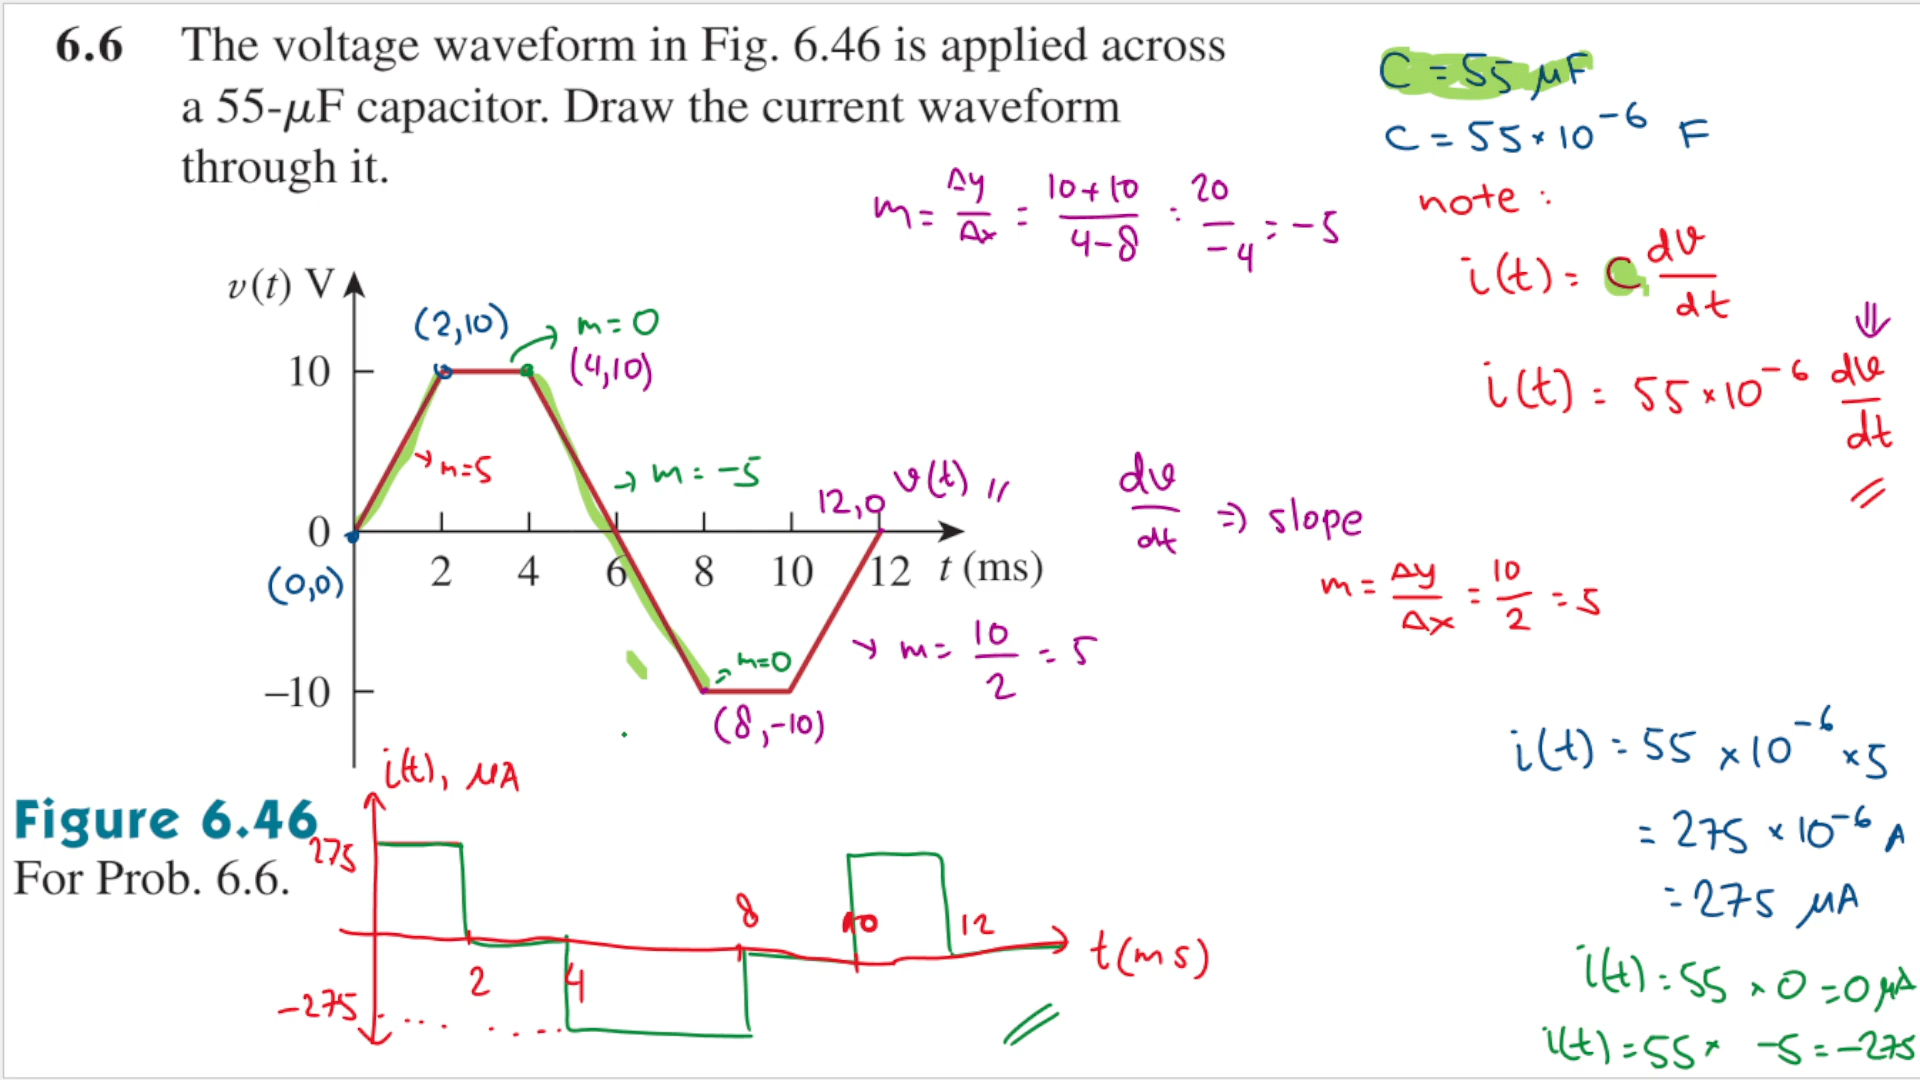 6.6 The voltage waveform in Fig. 6.46 is applied across
a 55-μF capacitor. Draw the current waveform
through it.
C = 55 μF
C = 55 × 10⁻⁶ F
note :
m = Δy/Δx = (10+10)/(4-8) = 20/-4 = -5
i(t) = C dv/dt
i(t) = 55 × 10⁻⁶ dv/dt
v(t) V
(2,10)
m = 0
(4,10)
10
m=5
m = -5
v(t)
12,0
0
(0,0)
2 4 6 8 10 12 t (ms)
dv/dt ⇒ slope
m = Δy/Δx = 10/2 = 5
m = 10/2 = 5
m=0
−10
(8,-10)
i(t) = 55 × 10⁻⁶ × 5
= 275 × 10⁻⁶ A
= 275 μA
i(t) = 55 × 0 = 0 μA
i(t) = 55 × -5 = -275
i(t), μA
Figure 6.46
For Prob. 6.6.
275
8
10
12
2
4
t(ms)
-275